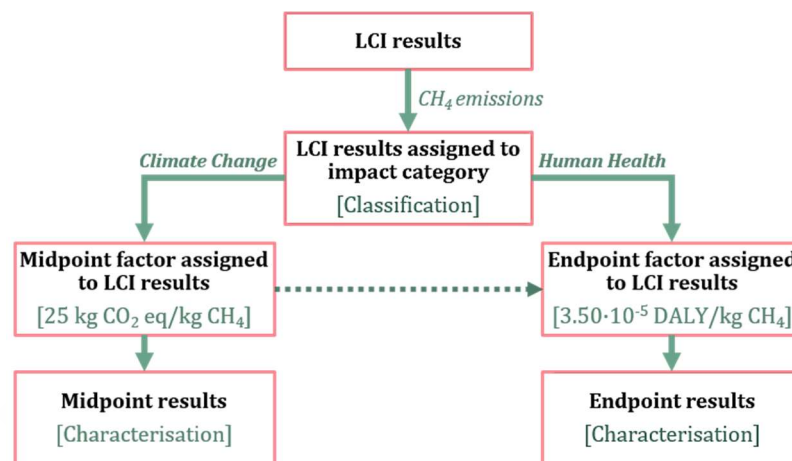 LCI results
CH₄ emissions
LCI results assigned to
impact category
[Classification]
Climate Change
Human Health
Midpoint factor assigned
to LCI results
[25 kg CO₂ eq/kg CH₄]
Endpoint factor assigned
to LCI results
[3.50·10⁻⁵ DALY/kg CH₄]
Midpoint results
[Characterisation]
Endpoint results
[Characterisation]